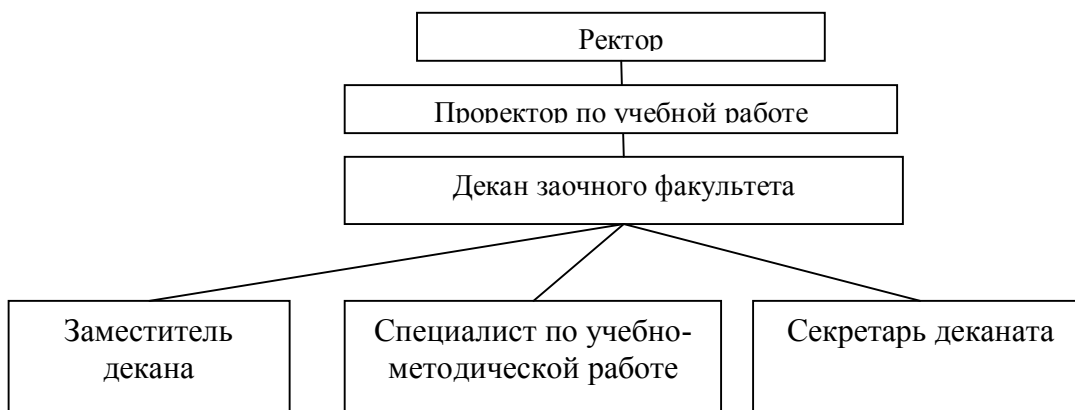 Ректор
Проректор по учебной работе
Декан заочного факультета
Заместитель
декана
Специалист по учебно-
методической работе
Секретарь деканата